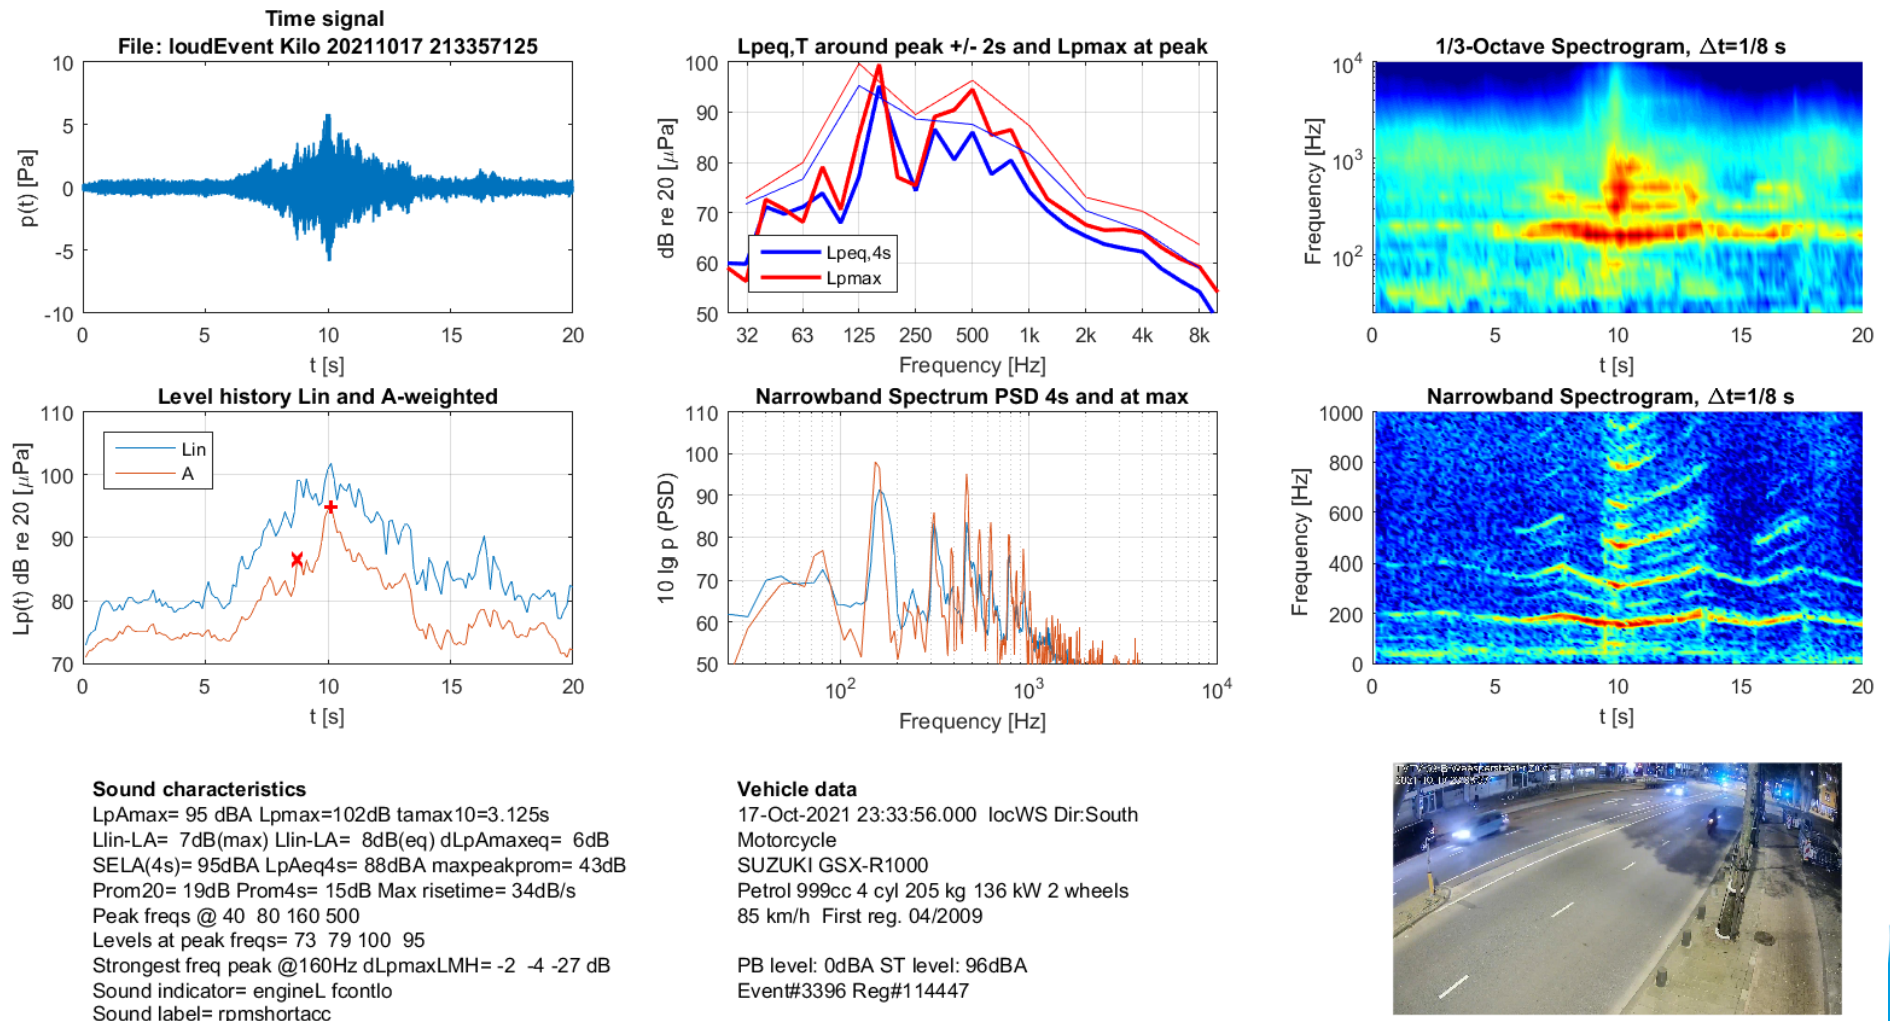 Time signal
File: loudEvent Kilo 20211017 213357125
10
5
0
-5
-10
p(t) [Pa]
0 5 10 15 20
t [s]
Lpeq,T around peak +/- 2s and Lpmax at peak
100
90
80
70
60
50
dB re 20 [μPa]
Lpeq,4s
Lpmax
32 63 125 250 500 1k 2k 4k 8k
Frequency [Hz]
1/3-Octave Spectrogram, Δt=1/8 s
10^4
10^3
10^2
Frequency [Hz]
0 5 10 15 20
t [s]
Level history Lin and A-weighted
110
100
90
80
70
Lp(t) dB re 20 [μPa]
Lin
A
0 5 10 15 20
t [s]
Narrowband Spectrum PSD 4s and at max
110
100
90
80
70
60
50
10 lg p (PSD)
10^2 10^3 10^4
Frequency [Hz]
Narrowband Spectrogram, Δt=1/8 s
1000
800
600
400
200
0
Frequency [Hz]
0 5 10 15 20
t [s]
Sound characteristics
LpAmax= 95 dBA Lpmax=102dB tamax10=3.125s
Llin-LA= 7dB(max) Llin-LA= 8dB(eq) dLpAmaxeq= 6dB
SELA(4s)= 95dBA LpAeq4s= 88dBA maxpeakprom= 43dB
Prom20= 19dB Prom4s= 15dB Max risetime= 34dB/s
Peak freqs @ 40 80 160 500
Levels at peak freqs= 73 79 100 95
Strongest freq peak @160Hz dLpmaxLMH= -2 -4 -27 dB
Sound indicator= engineL fcontlo
Sound label= rpmshortacc
Vehicle data
17-Oct-2021 23:33:56.000 locWS Dir:South
Motorcycle
SUZUKI GSX-R1000
Petrol 999cc 4 cyl 205 kg 136 kW 2 wheels
85 km/h First reg. 04/2009
PB level: 0dBA ST level: 96dBA
Event#3396 Reg#114447